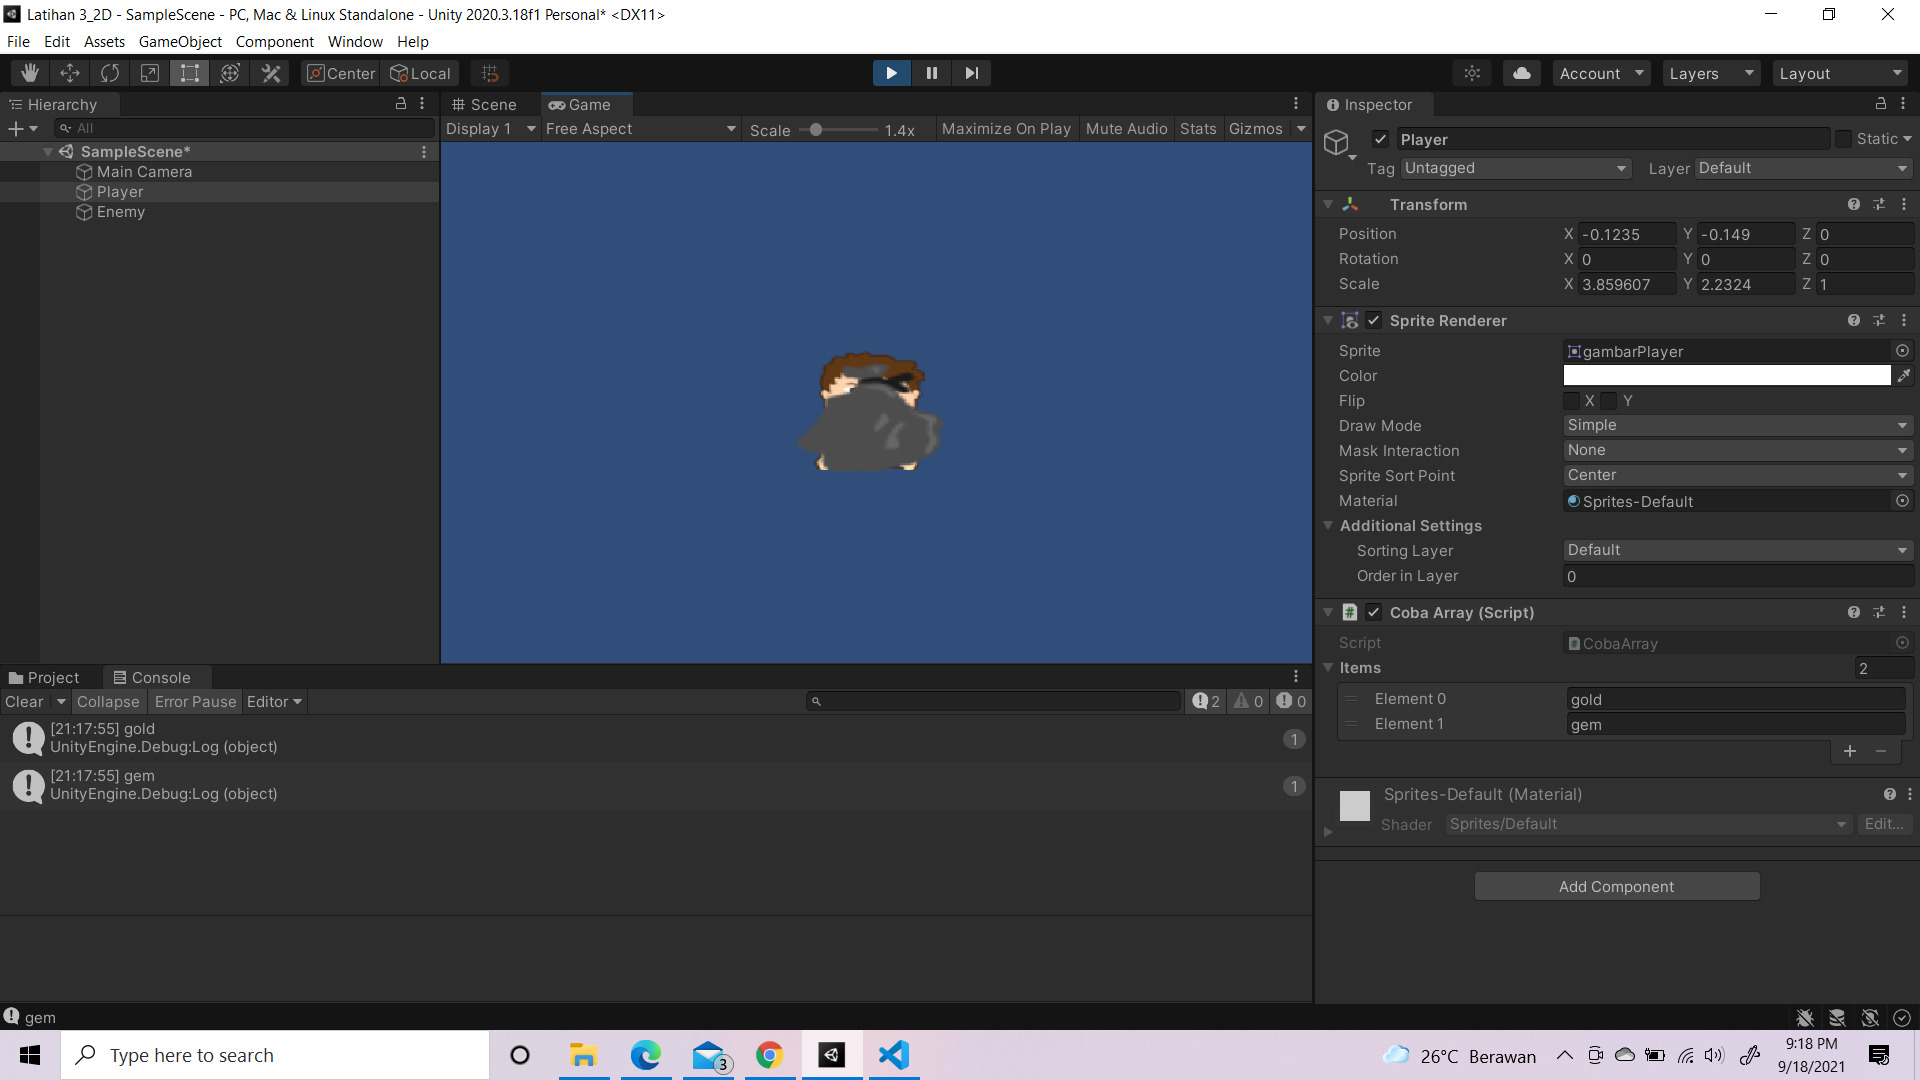 Latihan 3_2D - SampleScene - PC, Mac & Linux Standalone - Unity 2020.3.18f1 Personal* <DX11>
File Edit Assets GameObject Component Window Help
Center Local Account Layers Layout
Hierarchy
All
SampleScene*
Main Camera
Player
Enemy
Scene Game
Display 1 Free Aspect Scale 1.4x Maximize On Play Mute Audio Stats Gizmos
Inspector
Player Static
Tag Untagged Layer Default
Transform
Position X -0.1235 Y -0.149 Z 0
Rotation X 0 Y 0 Z 0
Scale X 3.859607 Y 2.2324 Z 1
Sprite Renderer
Sprite gambarPlayer
Color
Flip X Y
Draw Mode Simple
Mask Interaction None
Sprite Sort Point Center
Material Sprites-Default
Additional Settings
Sorting Layer Default
Order in Layer 0
Coba Array (Script)
Script CobaArray
Items 2
Element 0 gold
Element 1 gem
+ −
Sprites-Default (Material)
Shader Sprites/Default Edit...
Add Component
Project Console
Clear Collapse Error Pause Editor 2 0 0
[21:17:55] gold
UnityEngine.Debug:Log (object) 1
[21:17:55] gem
UnityEngine.Debug:Log (object) 1
gem
Type here to search 3 26°C Berawan 9:18 PM
9/18/2021